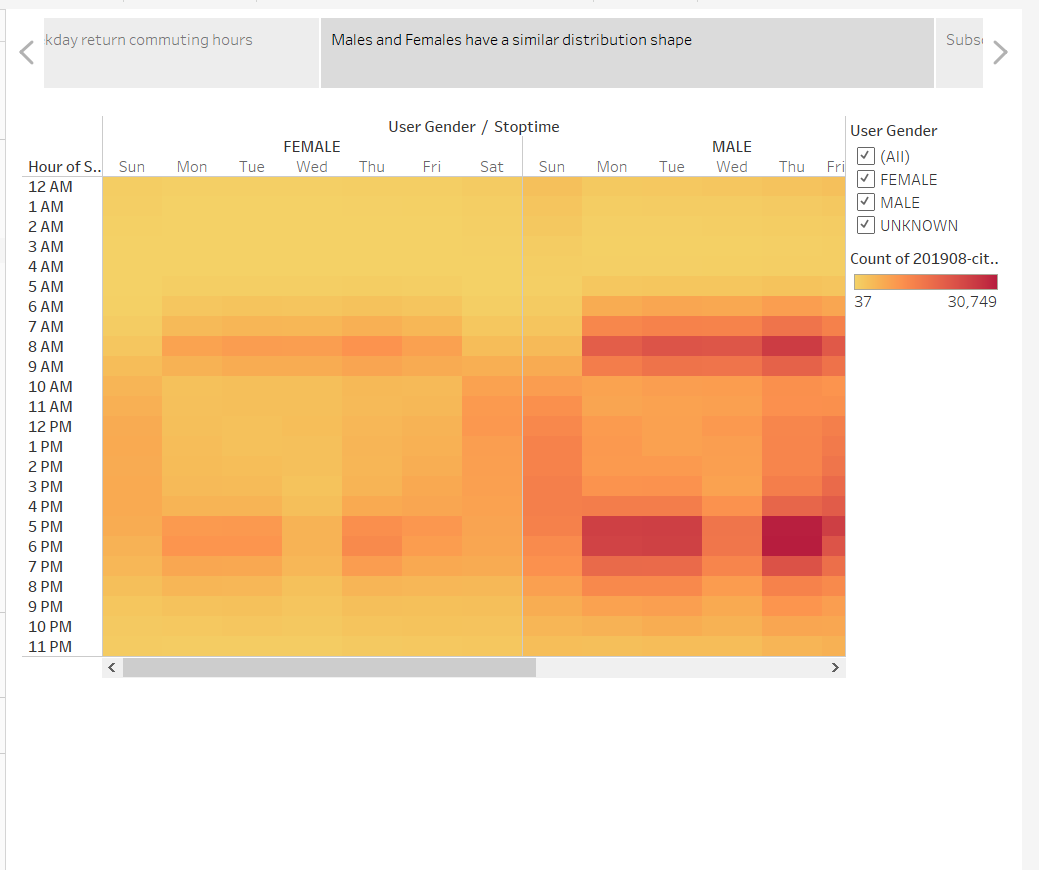 kday return commuting hours
Males and Females have a similar distribution shape
Subs
User Gender / Stoptime
FEMALE MALE
Hour of S.. Sun Mon Tue Wed Thu Fri Sat Sun Mon Tue Wed Thu Fri
12 AM
1 AM
2 AM
3 AM
4 AM
5 AM
6 AM
7 AM
8 AM
9 AM
10 AM
11 AM
12 PM
1 PM
2 PM
3 PM
4 PM
5 PM
6 PM
7 PM
8 PM
9 PM
10 PM
11 PM
User Gender
(All)
FEMALE
MALE
UNKNOWN
Count of 201908-cit..
37 30,749